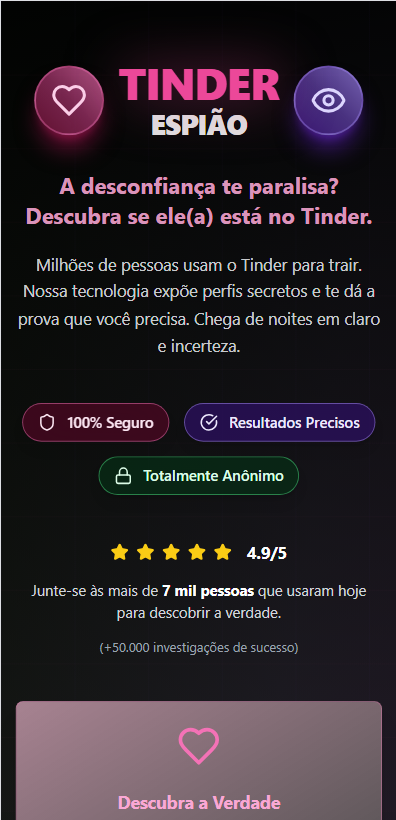 TINDER
ESPIÃO
A desconfiança te paralisa?
Descubra se ele(a) está no Tinder.
Milhões de pessoas usam o Tinder para trair.
Nossa tecnologia expõe perfis secretos e te dá a
prova que você precisa. Chega de noites em claro
e incerteza.
100% Seguro
Resultados Precisos
Totalmente Anônimo
4.9/5
Junte-se às mais de 7 mil pessoas que usaram hoje
para descobrir a verdade.
(+50.000 investigações de sucesso)
Descubra a Verdade